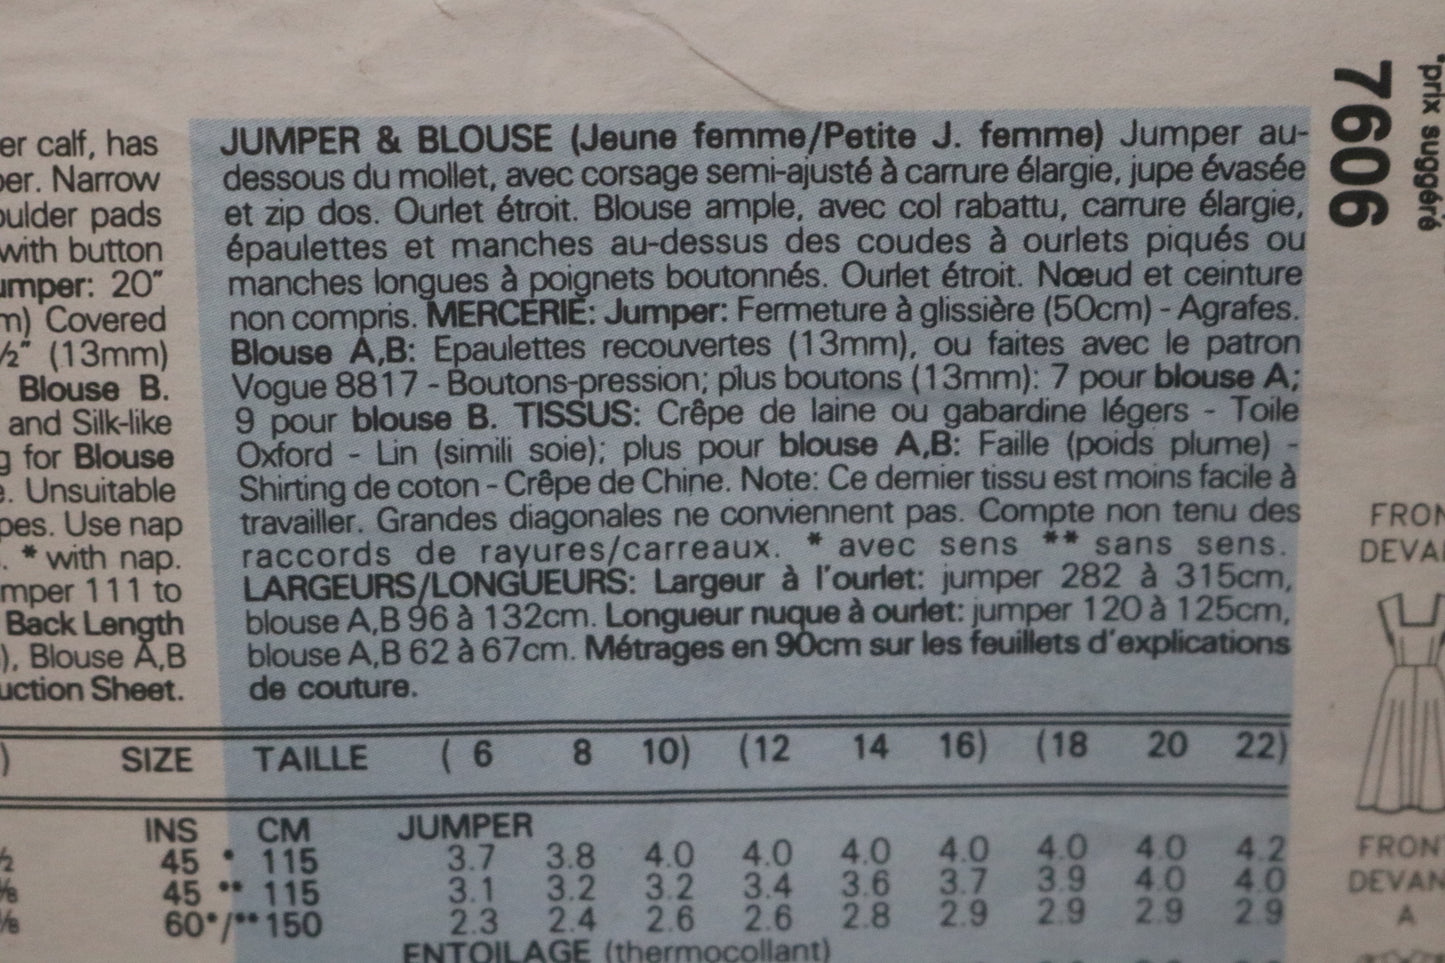 er calf, has
er. Narrow
oulder pads
with button
umper: 20"
m) Covered
½" (13mm)
Blouse B.
and Silk-like
g for Blouse
e. Unsuitable
pes. Use nap
. * with nap.
mper 111 to
Back Length
), Blouse A,B
uction Sheet.
JUMPER & BLOUSE (Jeune femme/Petite J. femme) Jumper au-
dessous du mollet, avec corsage semi-ajusté à carrure élargie, jupe évasée
et zip dos. Ourlet étroit. Blouse ample, avec col rabattu, carrure élargie,
épaulettes et manches au-dessus des coudes à ourlets piqués ou
manches longues à poignets boutonnés. Ourlet étroit. Nœud et ceinture
non compris. MERCERIE: Jumper: Fermeture à glissière (50cm) - Agrafes.
Blouse A,B: Epaulettes recouvertes (13mm), ou faites avec le patron
Vogue 8817 - Boutons-pression; plus boutons (13mm): 7 pour blouse A;
9 pour blouse B. TISSUS: Crêpe de laine ou gabardine légers - Toile
Oxford - Lin (simili soie); plus pour blouse A,B: Faille (poids plume) -
Shirting de coton - Crêpe de Chine. Note: Ce dernier tissu est moins facile à
travailler. Grandes diagonales ne conviennent pas. Compte non tenu des
raccords de rayures/carreaux. * avec sens ** sans sens.
LARGEURS/LONGUEURS: Largeur à l'ourlet: jumper 282 à 315cm,
blouse A,B 96 à 132cm. Longueur nuque à ourlet: jumper 120 à 125cm,
blouse A,B 62 à 67cm. Métrages en 90cm sur les feuillets d'explications
de couture.
) SIZE TAILLE ( 6 8 10) (12 14 16) (18 20 22)
INS CM JUMPER
½ 45 * 115 3.7 3.8 4.0 4.0 4.0 4.0 4.0 4.0 4.2
⅜ 45 ** 115 3.1 3.2 3.2 3.4 3.6 3.7 3.9 4.0 4.0
⅛ 60*/** 150 2.3 2.4 2.6 2.6 2.8 2.9 2.9 2.9 2.9
ENTOILAGE (thermocollant)
7606
*prix suggéré
FRON
DEVA
FRON
DEVAN
A